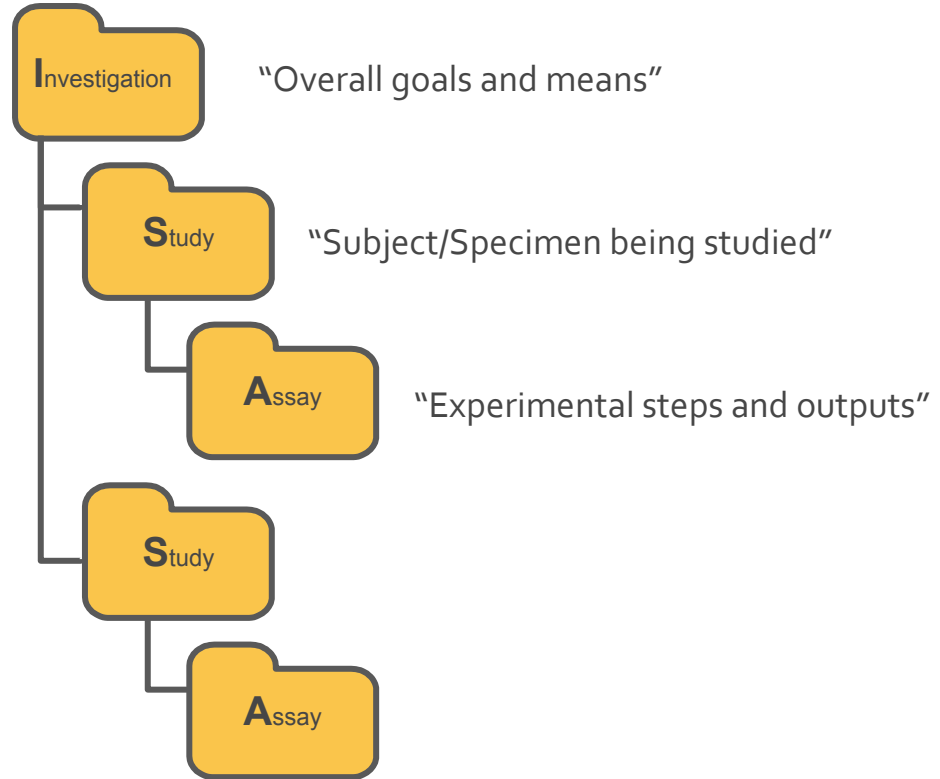 Investigation
“Overall goals and means”
Study
“Subject/Specimen being studied”
Assay
“Experimental steps and outputs”
Study
Assay